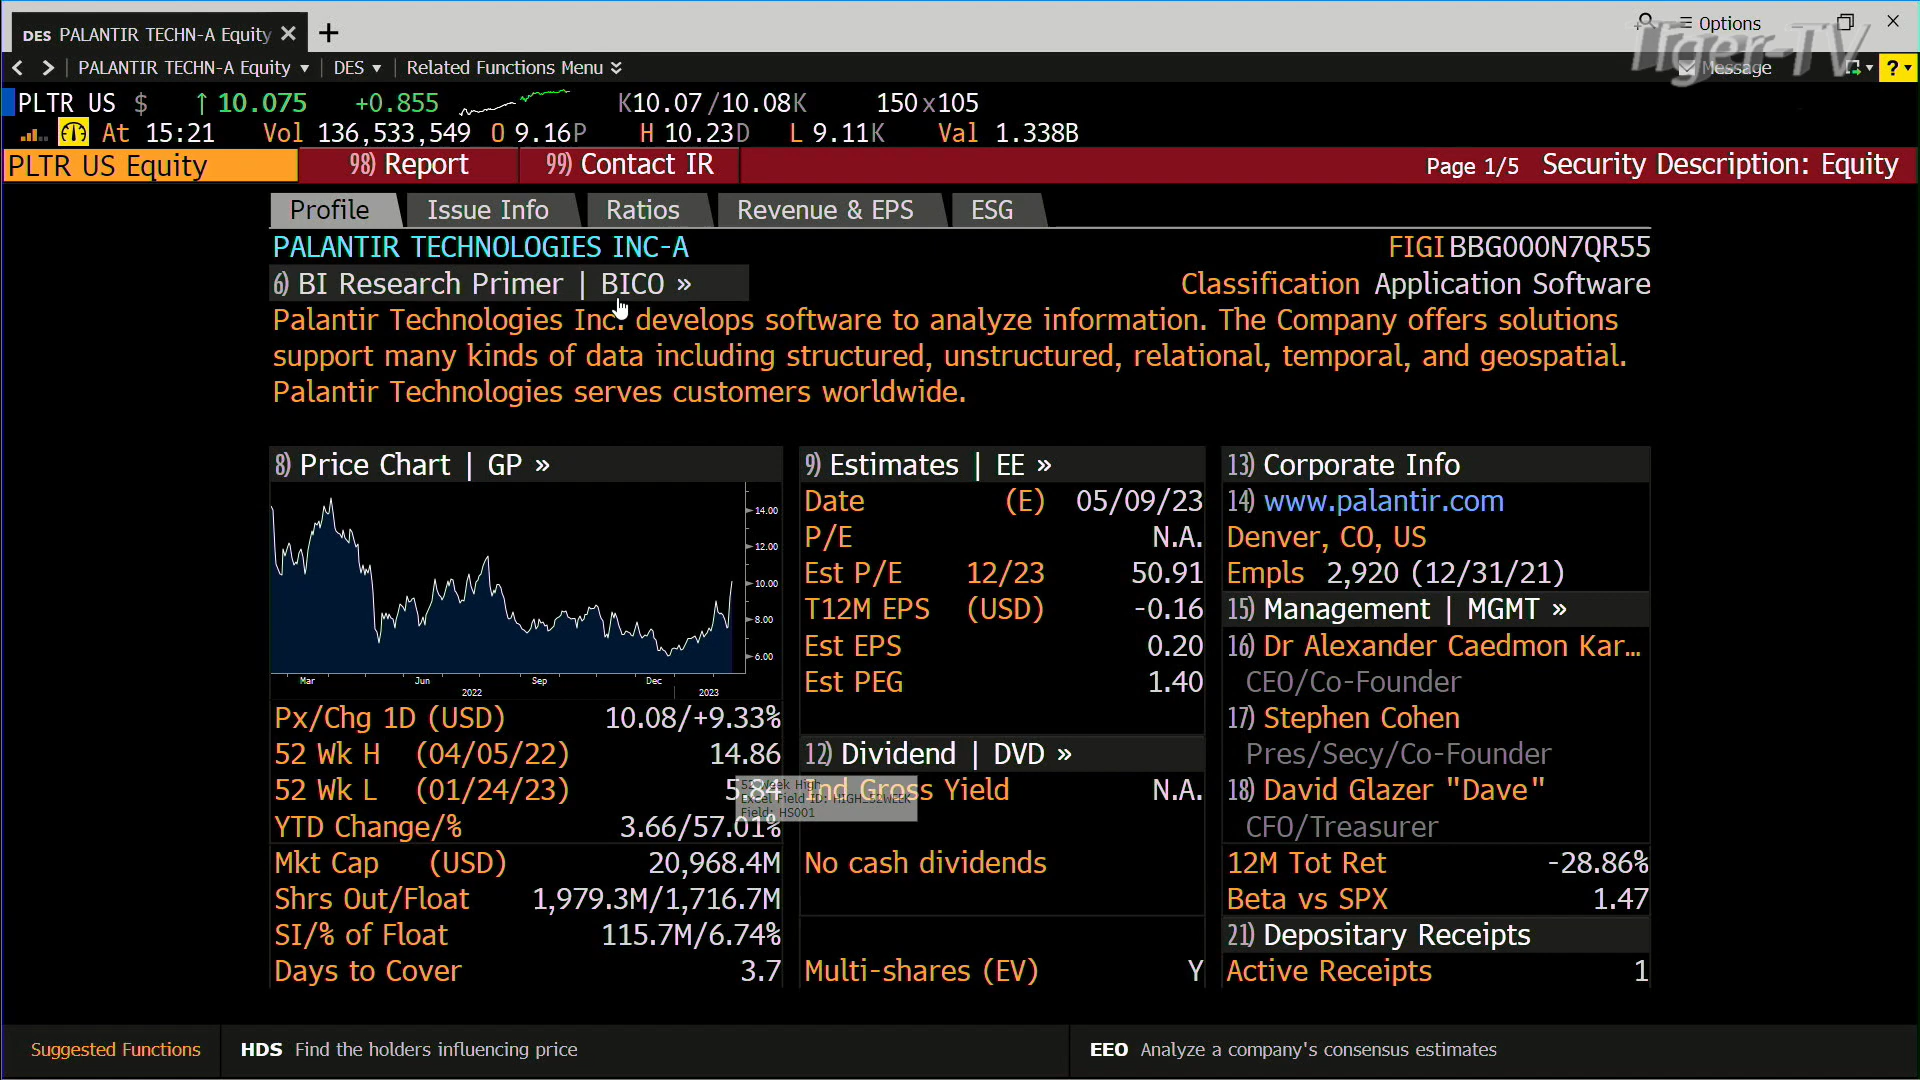 DES PALANTIR TECHN-A Equity
Options
Tiger-TV
PALANTIR TECHN-A Equity DES Related Functions Menu Message ?
PLTR US $ ↑10.075 +0.855 K10.07/10.08K 150x105
At 15:21 Vol 136,533,549 O 9.16P H 10.23D L 9.11K Val 1.338B
PLTR US Equity 98) Report 99) Contact IR Page 1/5 Security Description: Equity
Profile Issue Info Ratios Revenue & EPS ESG
PALANTIR TECHNOLOGIES INC-A FIGI BBG000N7QR55
6) BI Research Primer | BICO » Classification Application Software
Palantir Technologies Inc. develops software to analyze information. The Company offers solutions
support many kinds of data including structured, unstructured, relational, temporal, and geospatial.
Palantir Technologies serves customers worldwide.
8) Price Chart | GP »
14.00
12.00
10.00
8.00
6.00
Mar Jun Sep Dec
2022 2023
Px/Chg 1D (USD) 10.08/+9.33%
52 Wk H (04/05/22) 14.86
52 Wk L (01/24/23) 5.84
YTD Change/% 3.66/57.01%
Mkt Cap (USD) 20,968.4M
Shrs Out/Float 1,979.3M/1,716.7M
SI/% of Float 115.7M/6.74%
Days to Cover 3.7
52 Week High
Excel Field ID: HIGH_52WEEK
Field: HS001
9) Estimates | EE »
Date (E) 05/09/23
P/E N.A.
Est P/E 12/23 50.91
T12M EPS (USD) -0.16
Est EPS 0.20
Est PEG 1.40
12) Dividend | DVD »
Ind Gross Yield N.A.
No cash dividends
Multi-shares (EV) Y
13) Corporate Info
14) www.palantir.com
Denver, CO, US
Empls 2,920 (12/31/21)
15) Management | MGMT »
16) Dr Alexander Caedmon Kar...
CEO/Co-Founder
17) Stephen Cohen
Pres/Secy/Co-Founder
18) David Glazer "Dave"
CFO/Treasurer
12M Tot Ret -28.86%
Beta vs SPX 1.47
21) Depositary Receipts
Active Receipts 1
Suggested Functions HDS Find the holders influencing price EEO Analyze a company's consensus estimates